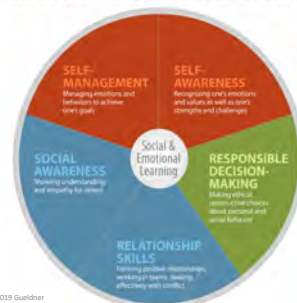 SELF-
MANAGEMENT
Managing emotions and
behaviors to achieve
one's goals
SELF-
AWARENESS
Recognizing one's emotions
and values as well as one's
strengths and challenges
SOCIAL
AWARENESS
Showing understanding
and empathy for others
Social &
Emotional
Learning
RESPONSIBLE
DECISION-
MAKING
Making ethical,
constructive choices
about personal and
social behavior
RELATIONSHIP
SKILLS
Forming positive relationships,
working in teams, dealing
effectively with conflict
2019 Gueldner